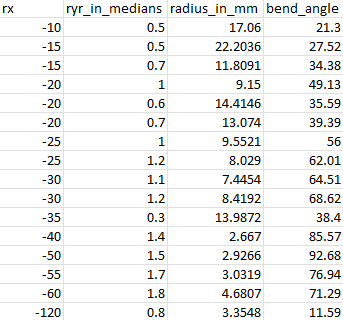 rx ryr_in_medians radius_in_mm bend_angle
-10 0.5 17.06 21.3
-15 0.5 22.2036 27.52
-15 0.7 11.8091 34.38
-20 1 9.15 49.13
-20 0.6 14.4146 35.59
-20 0.7 13.074 39.39
-25 1 9.5521 56
-25 1.2 8.029 62.01
-30 1.1 7.4454 64.51
-30 1.2 8.4192 68.62
-35 0.3 13.9872 38.4
-40 1.4 2.667 85.57
-50 1.5 2.9266 92.68
-55 1.7 3.0319 76.94
-60 1.8 4.6807 71.29
-120 0.8 3.3548 11.59